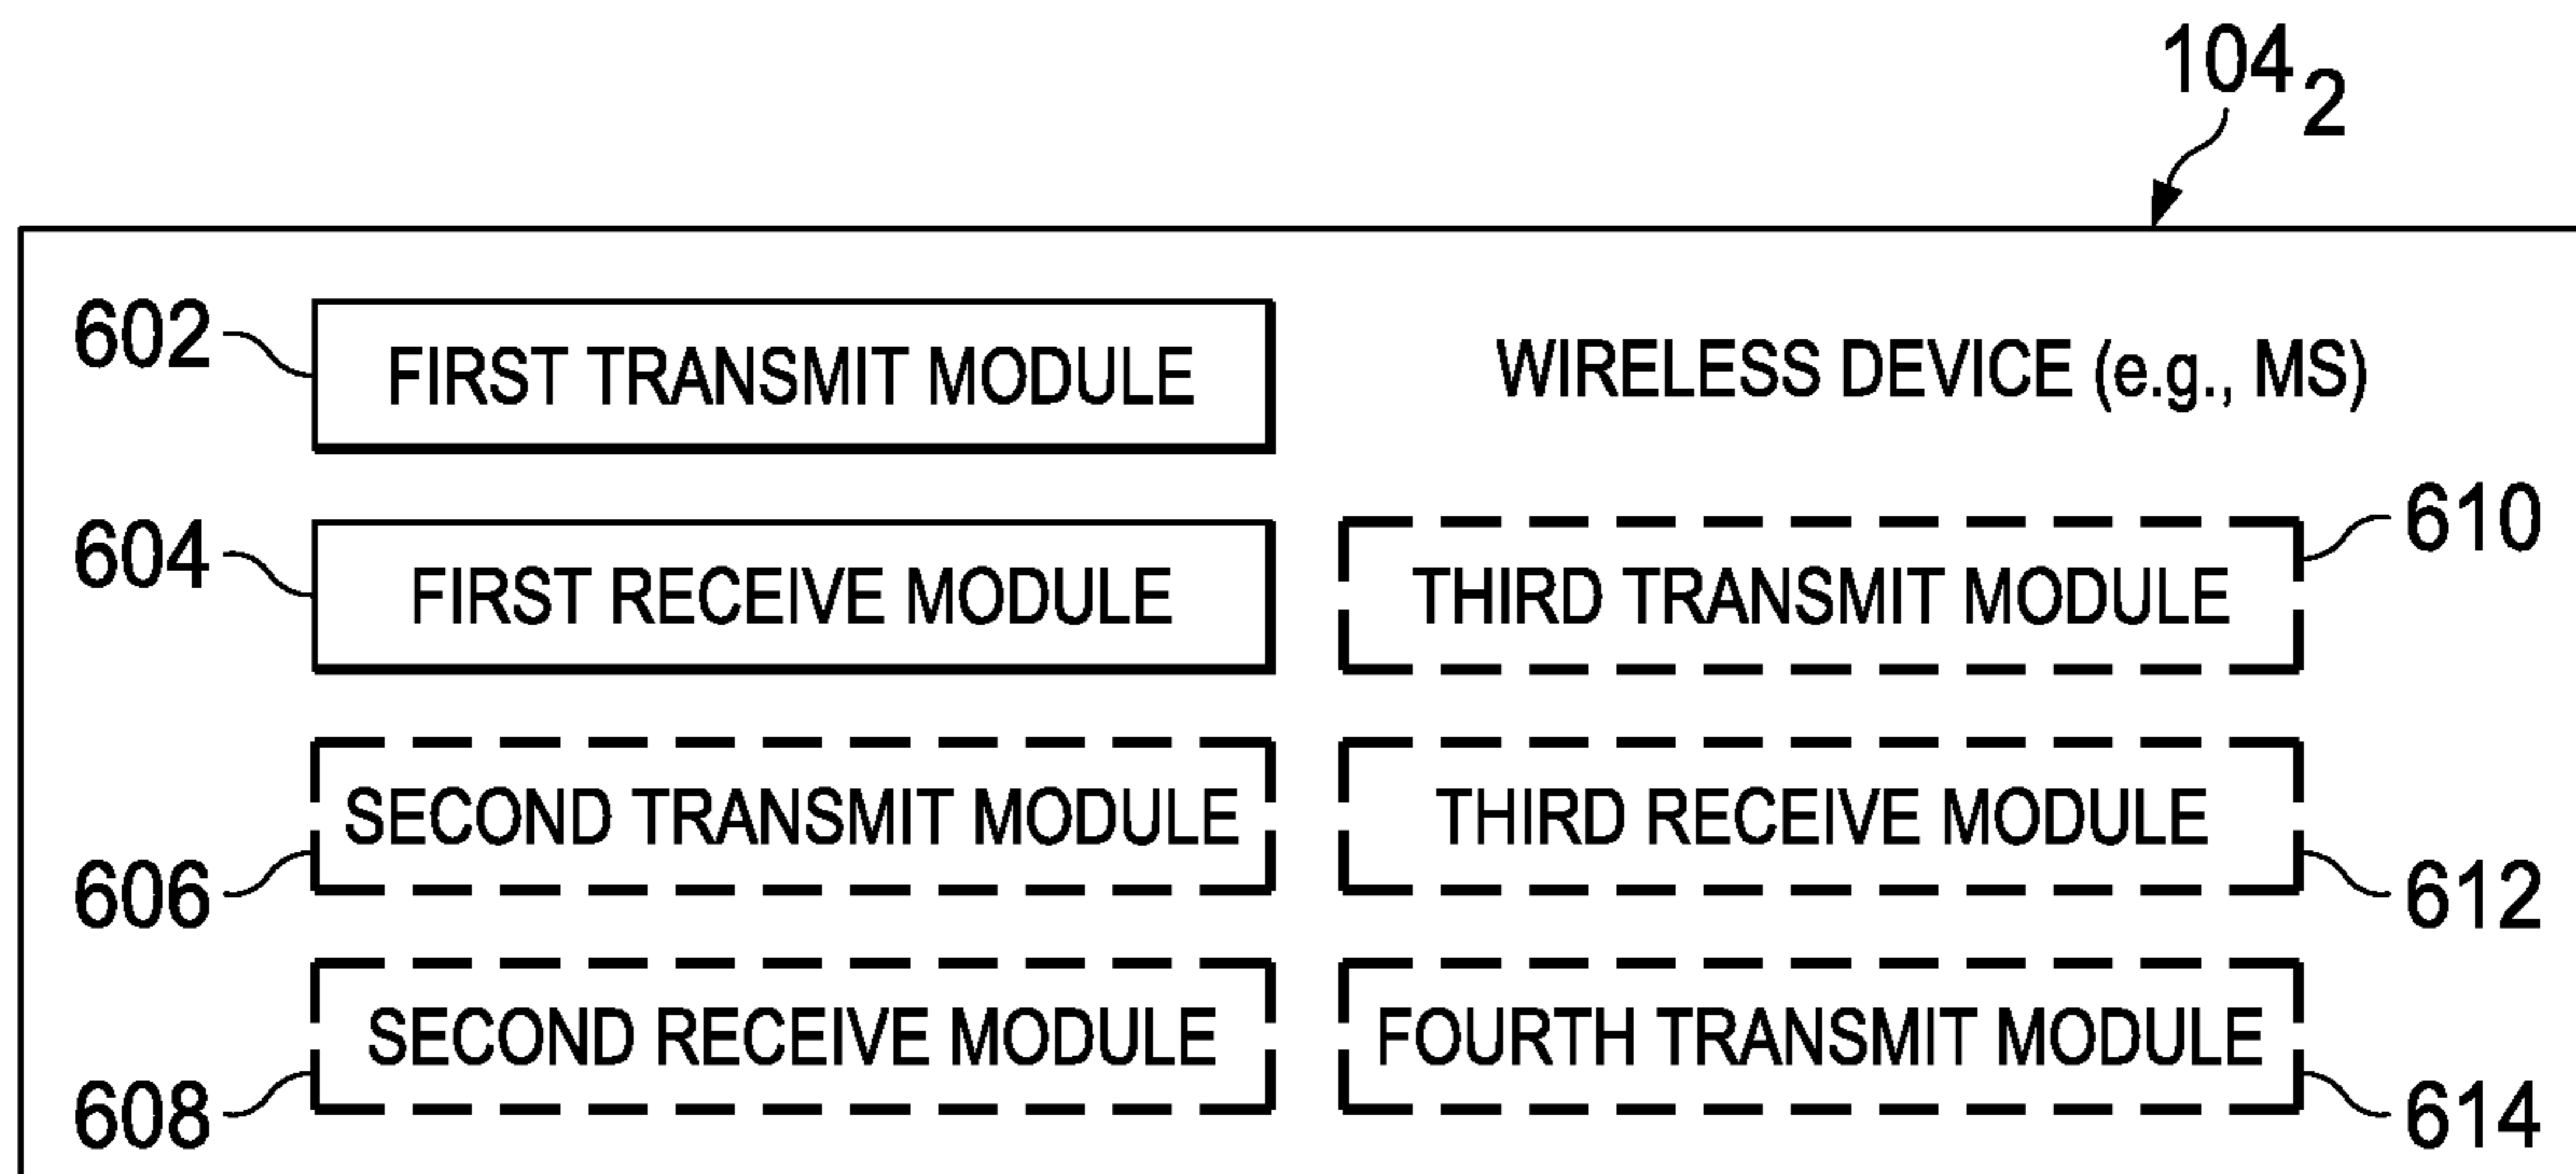 104₂
602
FIRST TRANSMIT MODULE
WIRELESS DEVICE (e.g., MS)
604
FIRST RECEIVE MODULE
THIRD TRANSMIT MODULE
610
SECOND TRANSMIT MODULE
606
THIRD RECEIVE MODULE
612
SECOND RECEIVE MODULE
608
FOURTH TRANSMIT MODULE
614